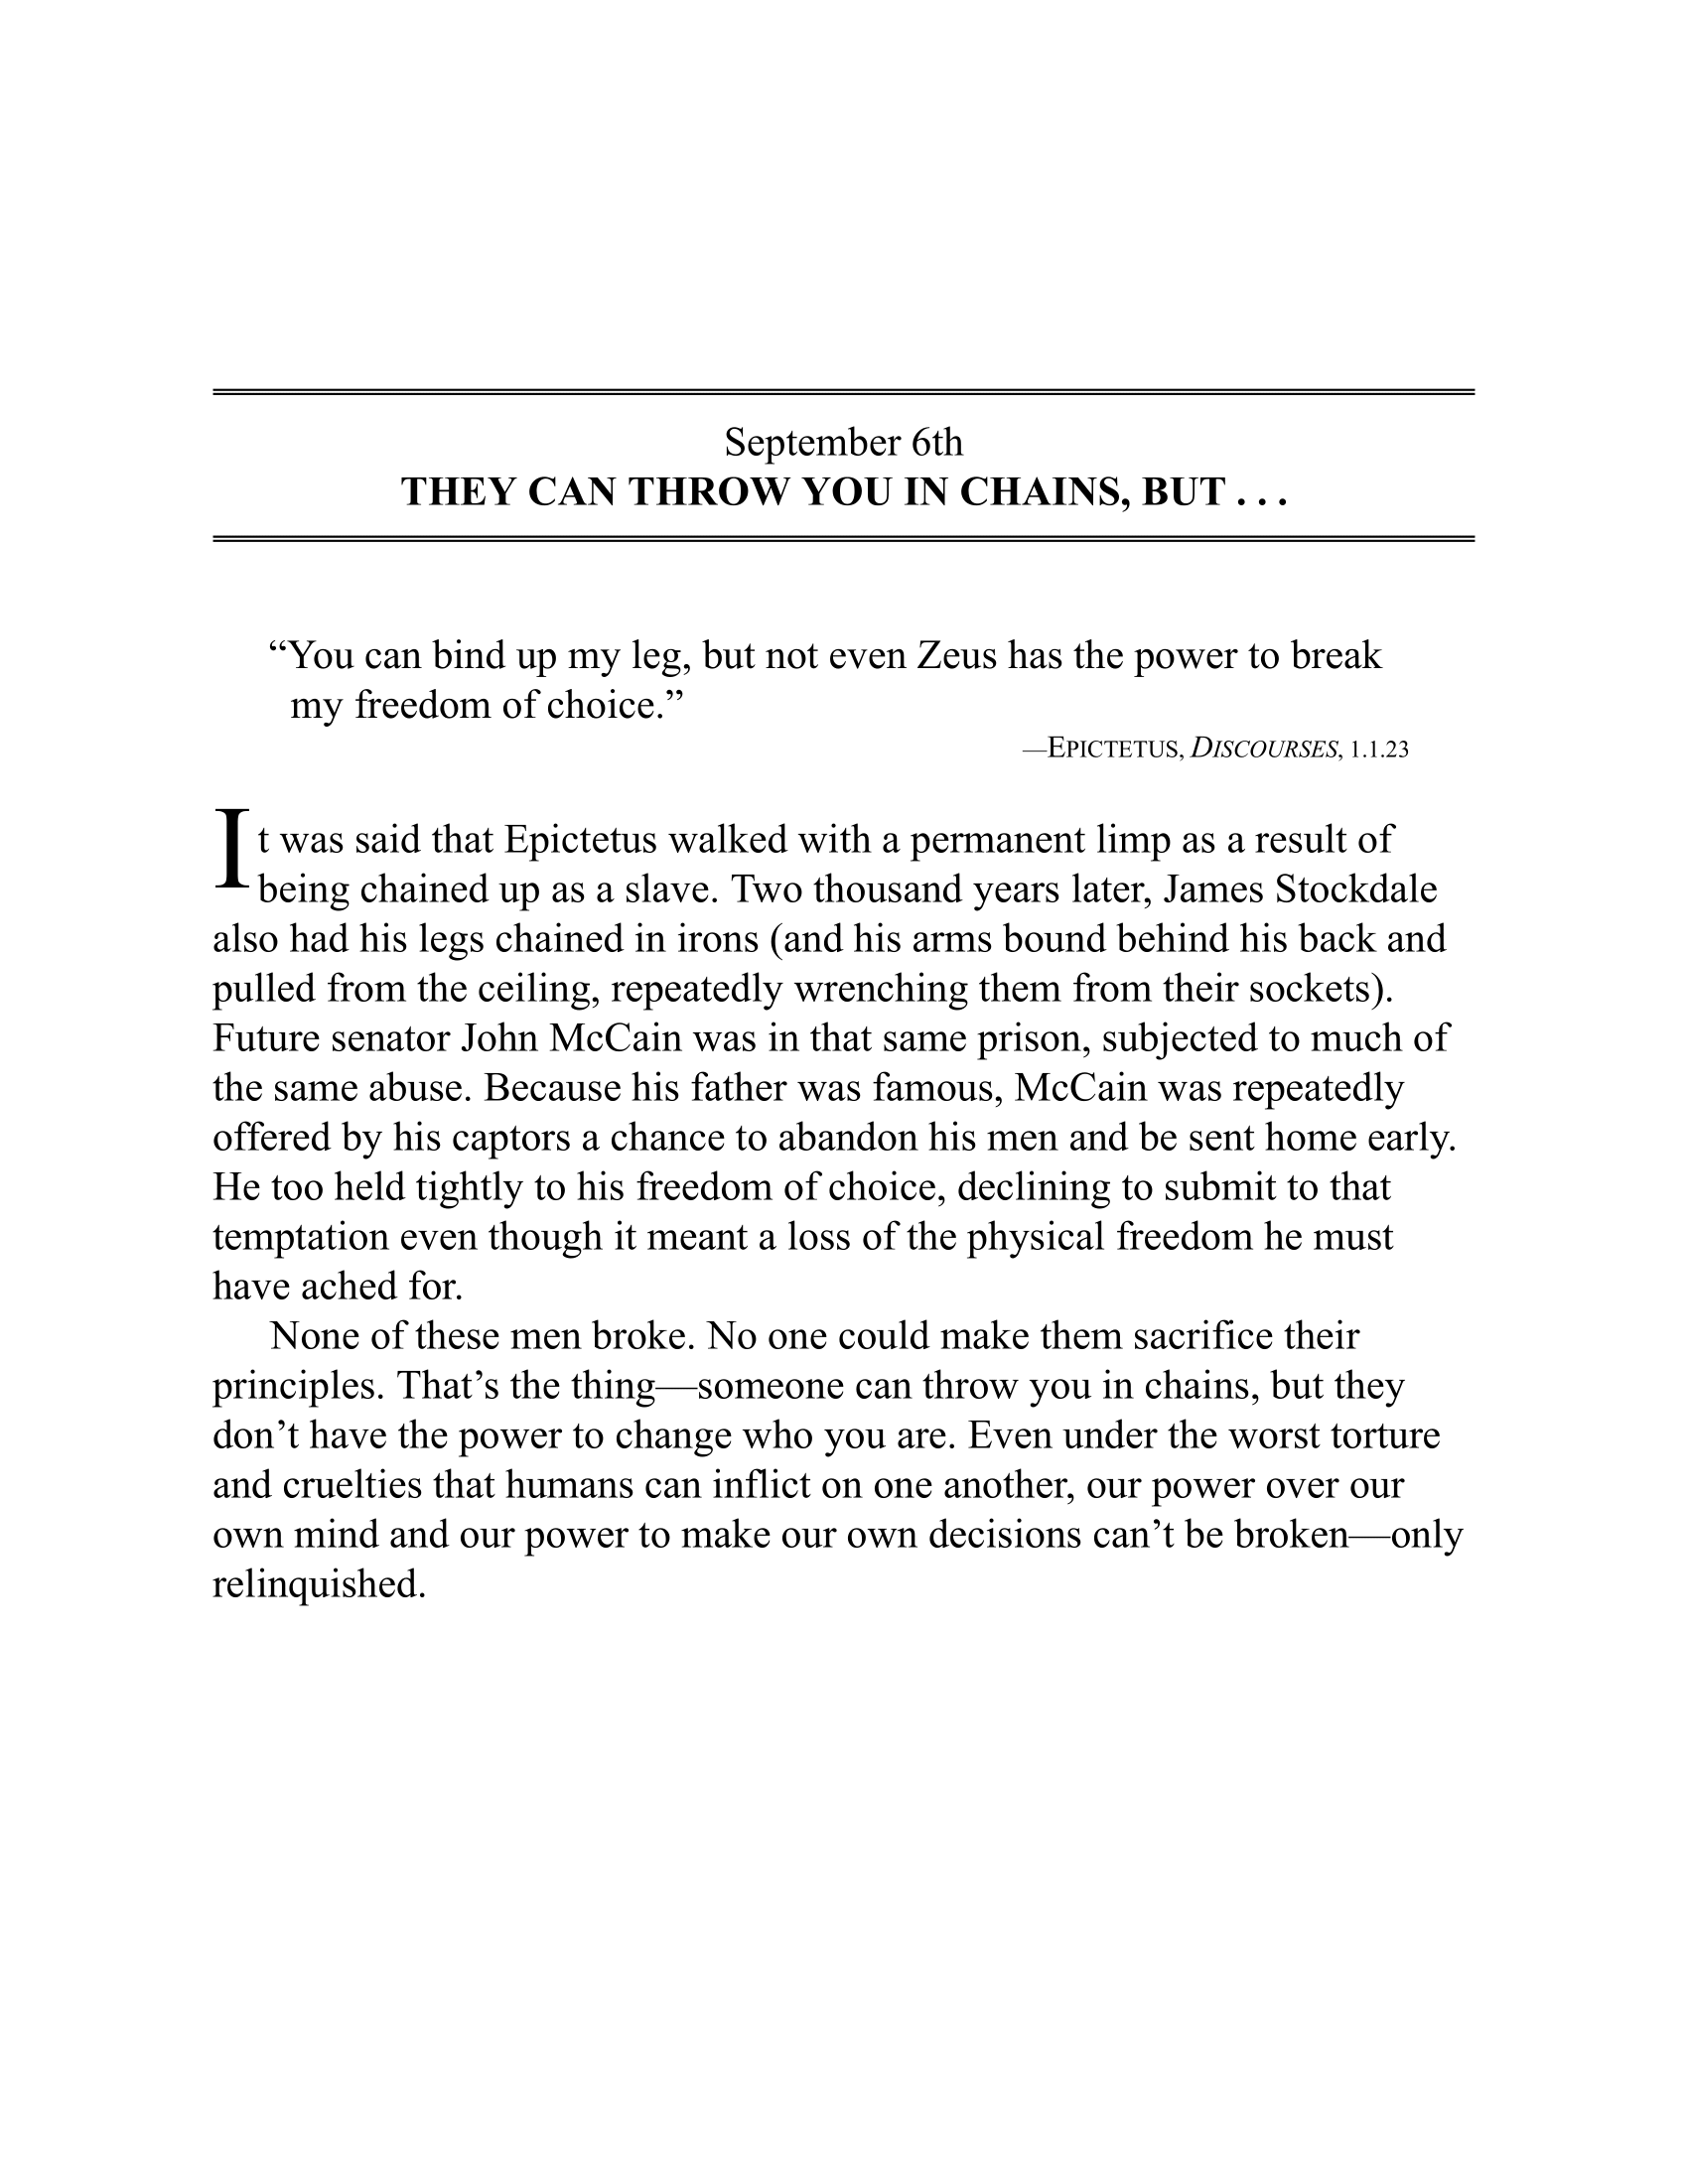 September 6th
THEY CAN THROW YOU IN CHAINS, BUT . . .
“You can bind up my leg, but not even Zeus has the power to break
my freedom of choice.”
—EPICTETUS, DISCOURSES, 1.1.23
It was said that Epictetus walked with a permanent limp as a result of
being chained up as a slave. Two thousand years later, James Stockdale
also had his legs chained in irons (and his arms bound behind his back and
pulled from the ceiling, repeatedly wrenching them from their sockets).
Future senator John McCain was in that same prison, subjected to much of
the same abuse. Because his father was famous, McCain was repeatedly
offered by his captors a chance to abandon his men and be sent home early.
He too held tightly to his freedom of choice, declining to submit to that
temptation even though it meant a loss of the physical freedom he must
have ached for.
None of these men broke. No one could make them sacrifice their
principles. That’s the thing—someone can throw you in chains, but they
don’t have the power to change who you are. Even under the worst torture
and cruelties that humans can inflict on one another, our power over our
own mind and our power to make our own decisions can’t be broken—only
relinquished.